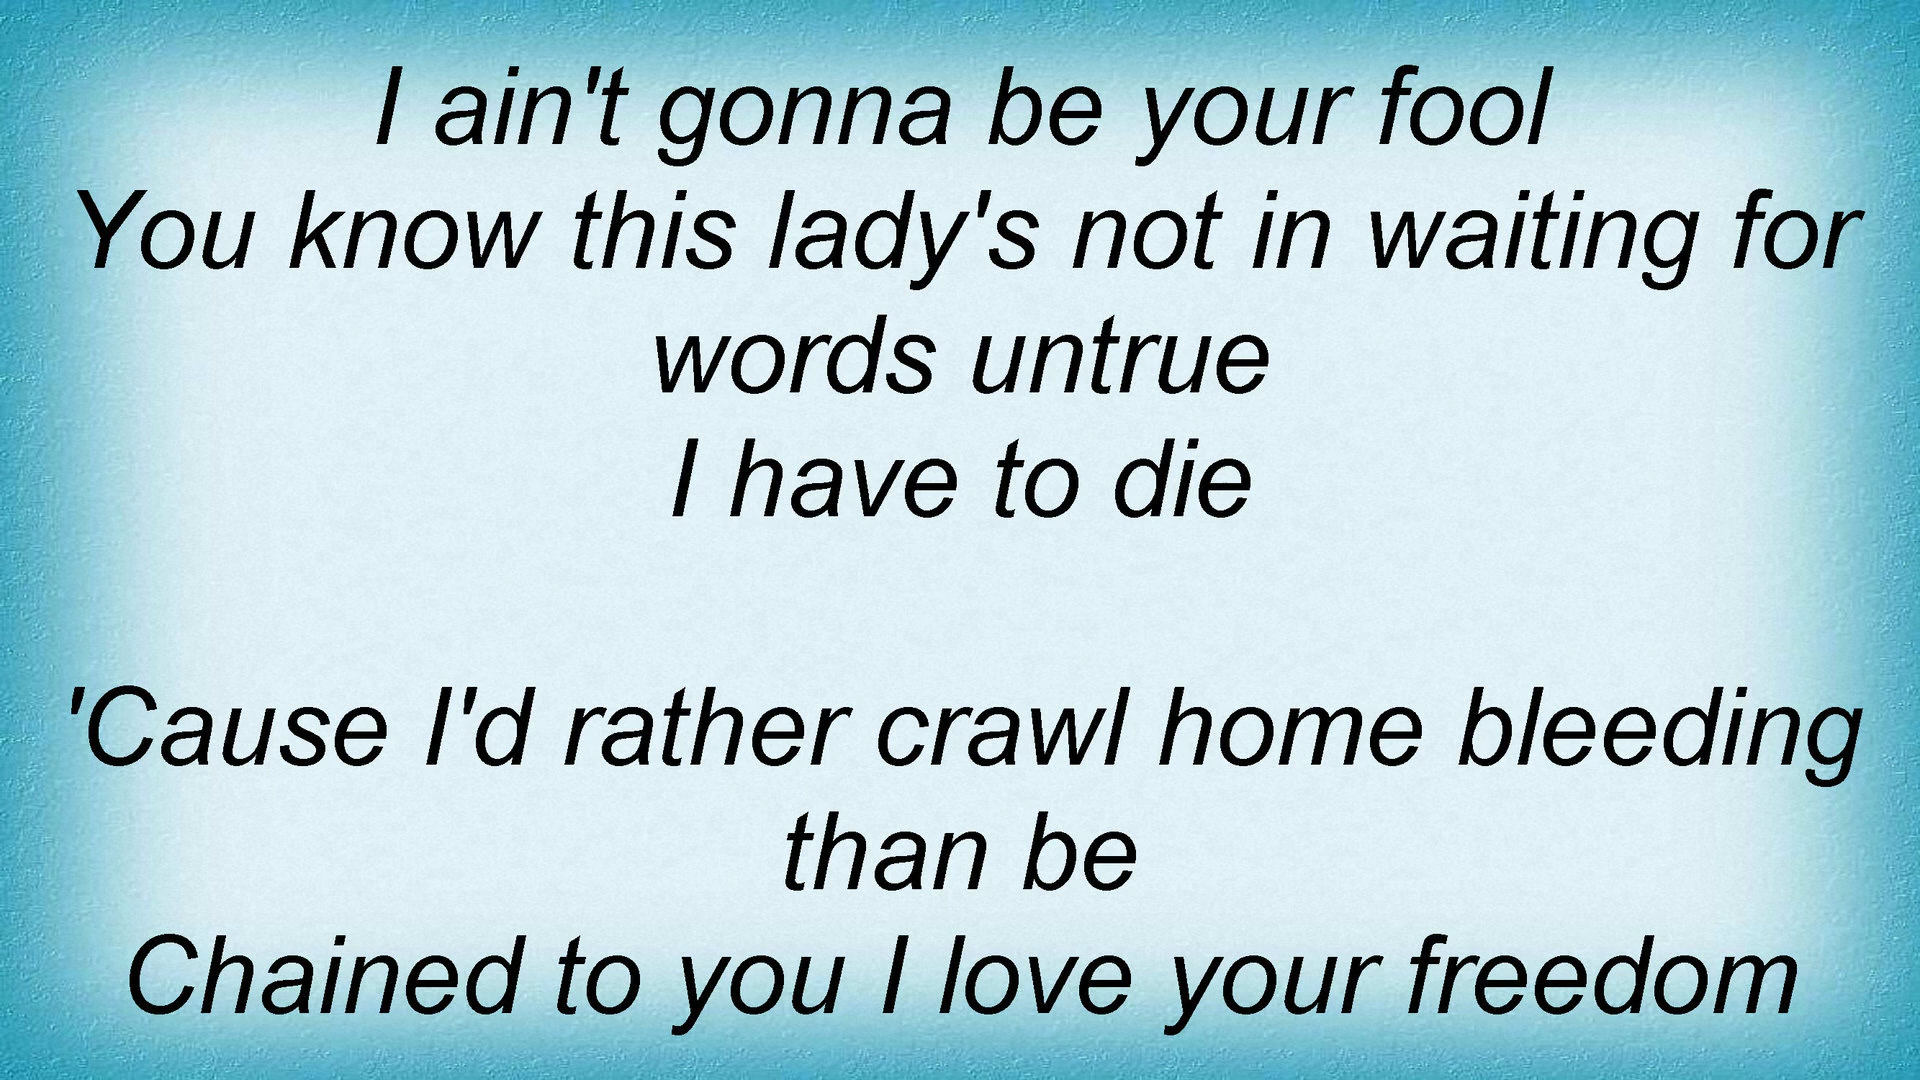 I ain't gonna be your fool
You know this lady's not in waiting for
words untrue
I have to die
'Cause I'd rather crawl home bleeding
than be
Chained to you I love your freedom